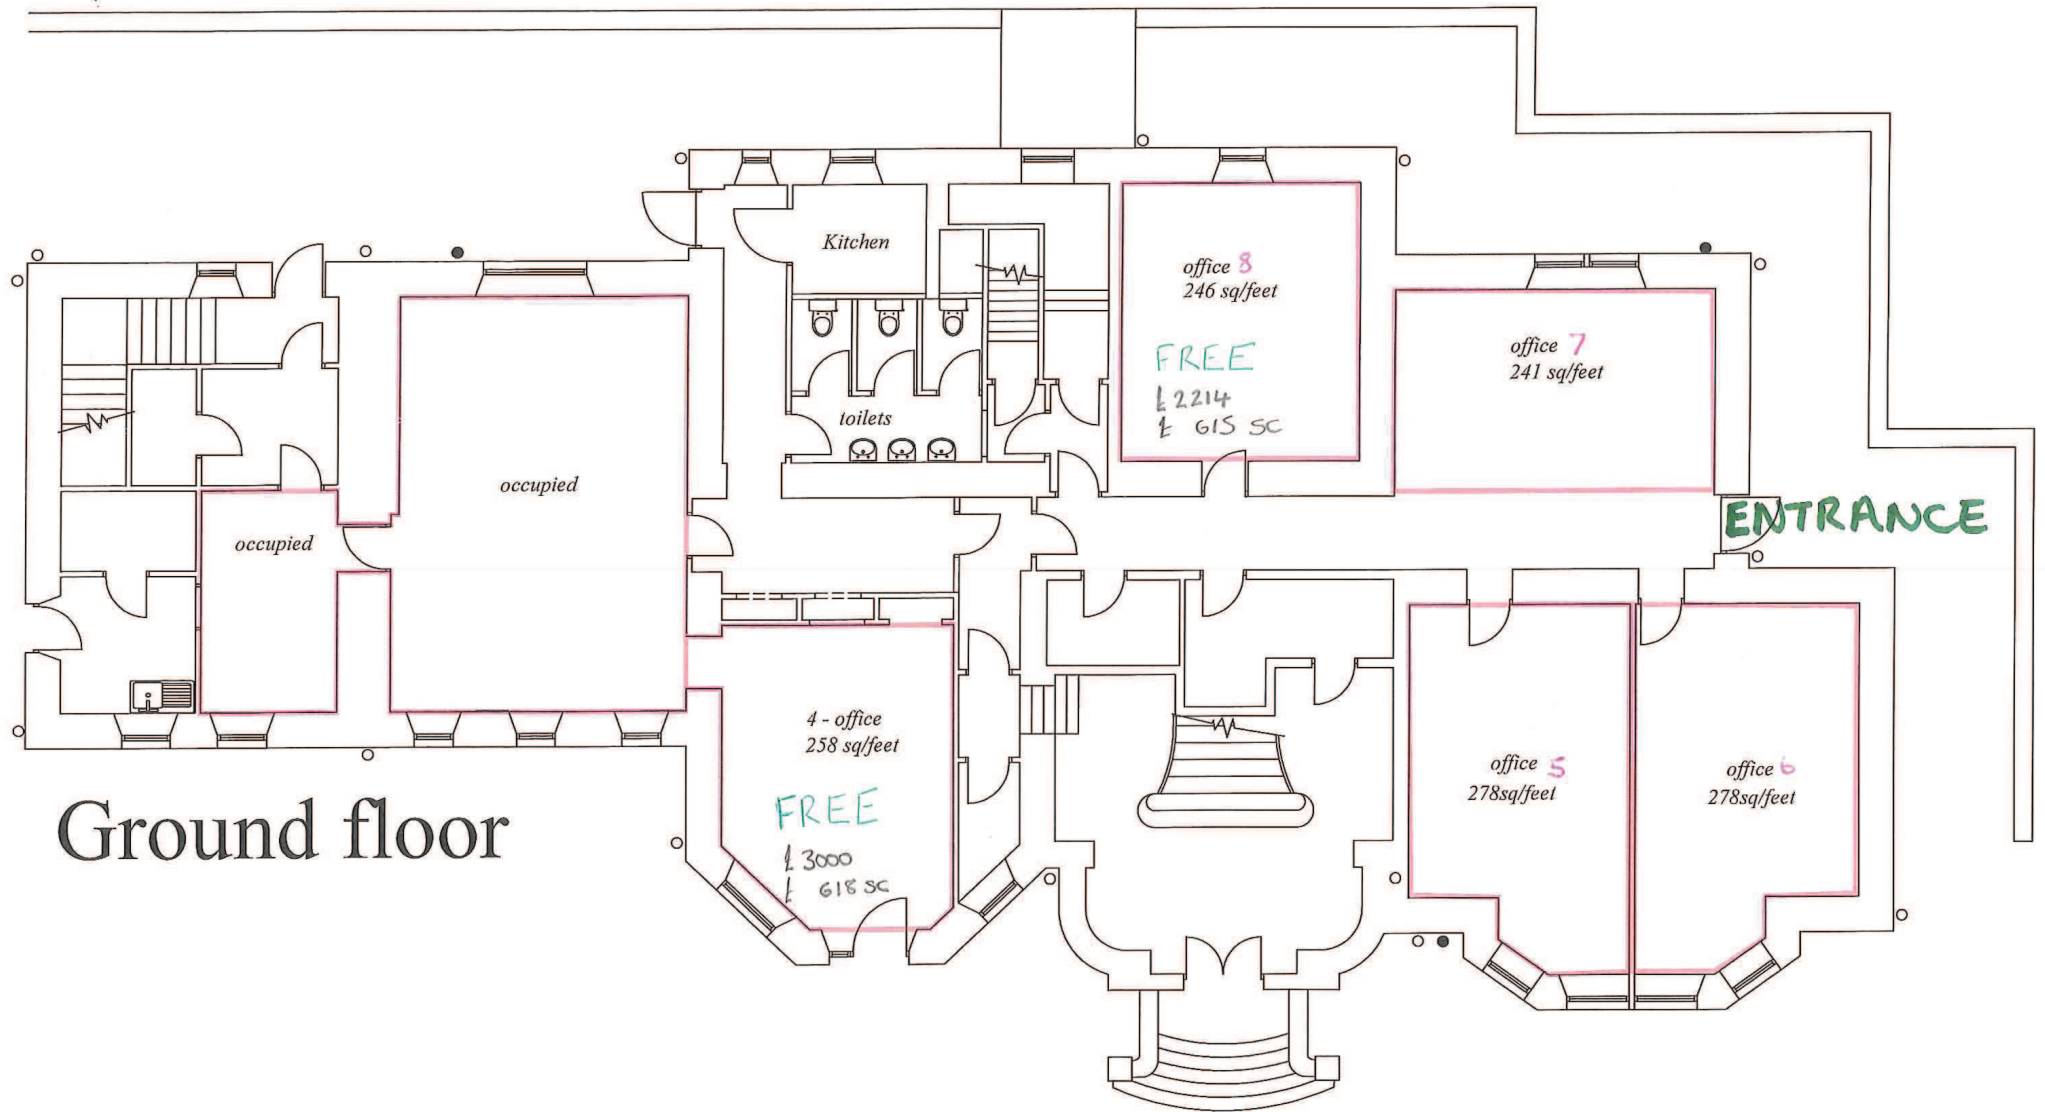 Kitchen
office 8
246 sq/feet
FREE
£2214
£ 615 SC
office 7
241 sq/feet
toilets
occupied
occupied
ENTRANCE
4 - office
258 sq/feet
FREE
£3000
£ 618 SC
office 5
278sq/feet
office 6
278sq/feet
Ground floor